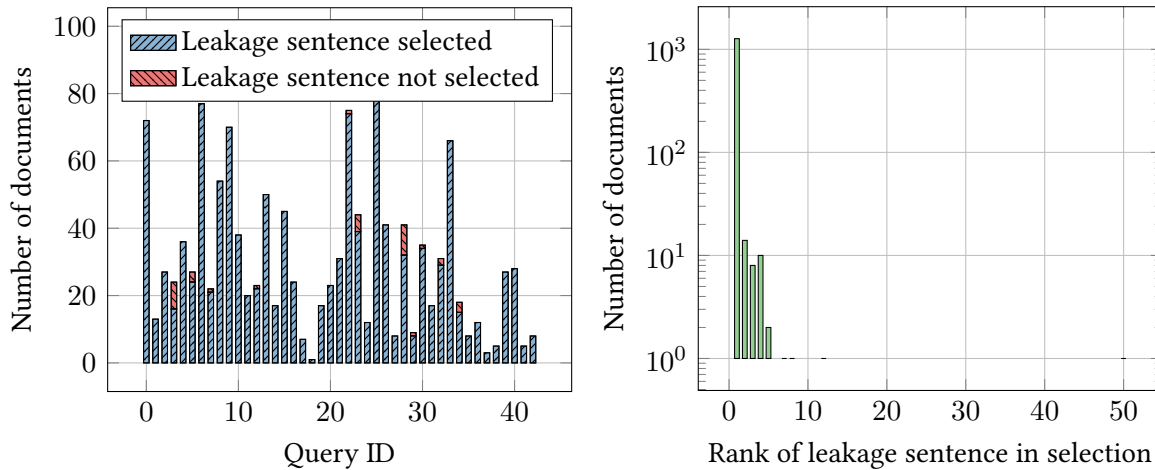 100
80
60
40
20
0
Number of documents
Leakage sentence selected
Leakage sentence not selected
0 10 20 30 40
Query ID
10^3
10^2
10^1
10^0
Number of documents
0 10 20 30 40 50
Rank of leakage sentence in selection